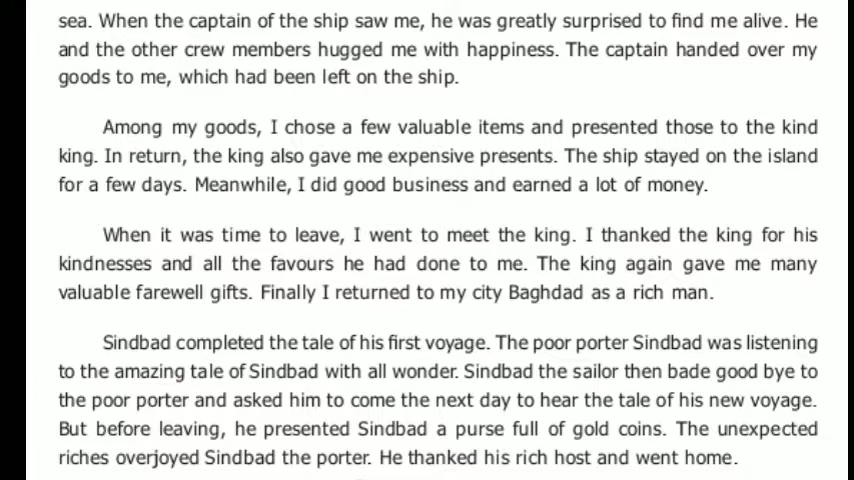 sea. When the captain of the ship saw me, he was greatly surprised to find me alive. He
and the other crew members hugged me with happiness. The captain handed over my
goods to me, which had been left on the ship.
Among my goods, I chose a few valuable items and presented those to the kind
king. In return, the king also gave me expensive presents. The ship stayed on the island
for a few days. Meanwhile, I did good business and earned a lot of money.
When it was time to leave, I went to meet the king. I thanked the king for his
kindnesses and all the favours he had done to me. The king again gave me many
valuable farewell gifts. Finally I returned to my city Baghdad as a rich man.
Sindbad completed the tale of his first voyage. The poor porter Sindbad was listening
to the amazing tale of Sindbad with all wonder. Sindbad the sailor then bade good bye to
the poor porter and asked him to come the next day to hear the tale of his new voyage.
But before leaving, he presented Sindbad a purse full of gold coins. The unexpected
riches overjoyed Sindbad the porter. He thanked his rich host and went home.